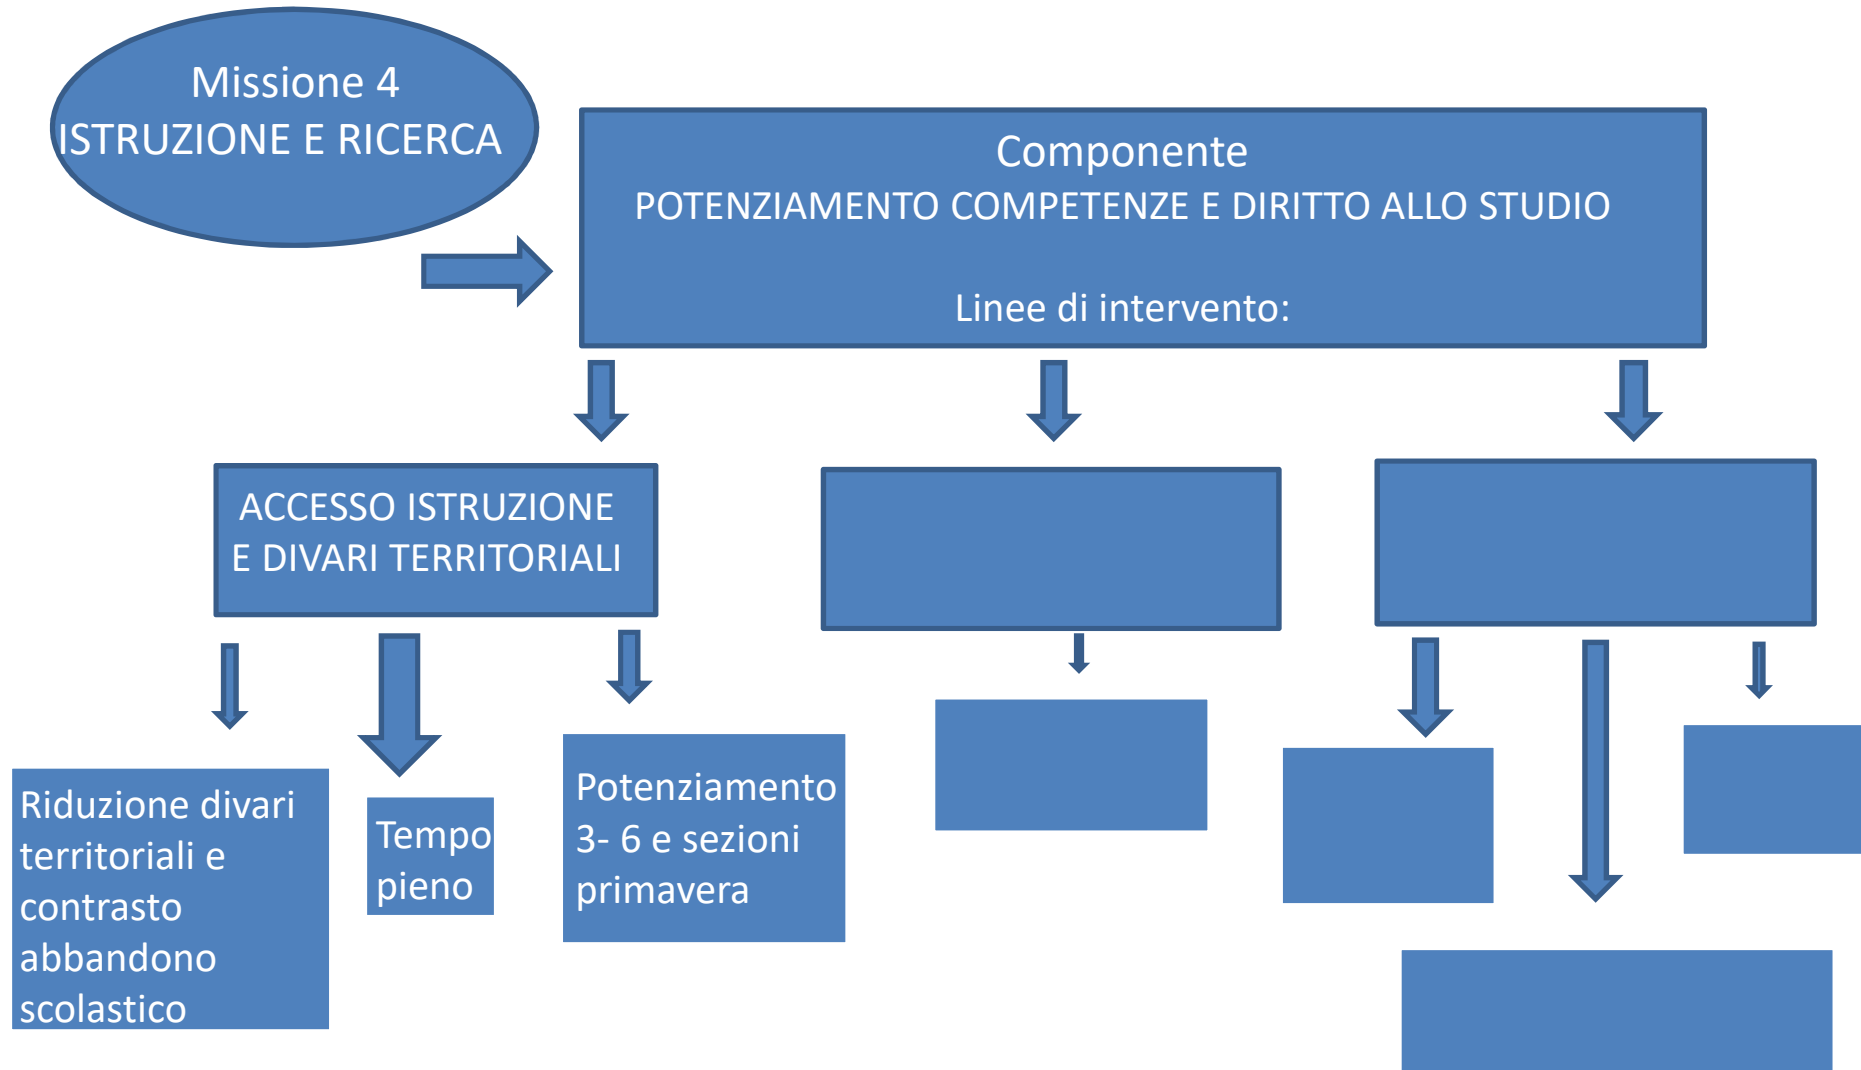 Missione 4
ISTRUZIONE E RICERCA
Componente
POTENZIAMENTO COMPETENZE E DIRITTO ALLO STUDIO
Linee di intervento:
ACCESSO ISTRUZIONE
E DIVARI TERRITORIALI
Riduzione divari
territoriali e
contrasto
abbandono
scolastico
Tempo
pieno
Potenziamento
3- 6 e sezioni
primavera